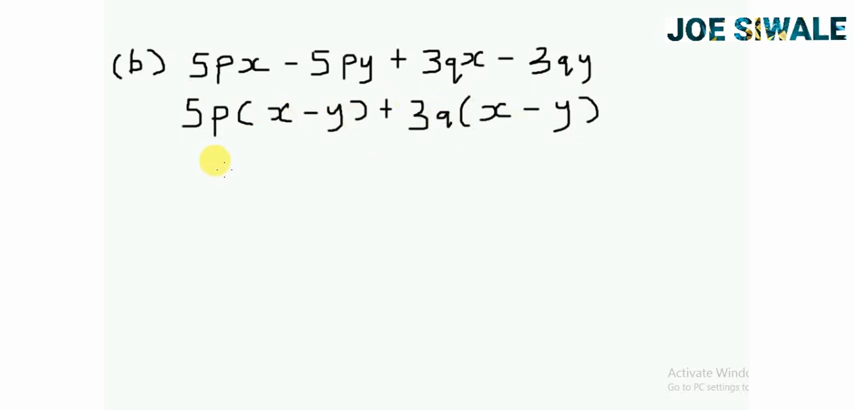 JOE SIWALE
(b) 5px - 5py + 3qx - 3qy
5p(x - y) + 3q(x - y)
Activate Windo
Go to PC settings to